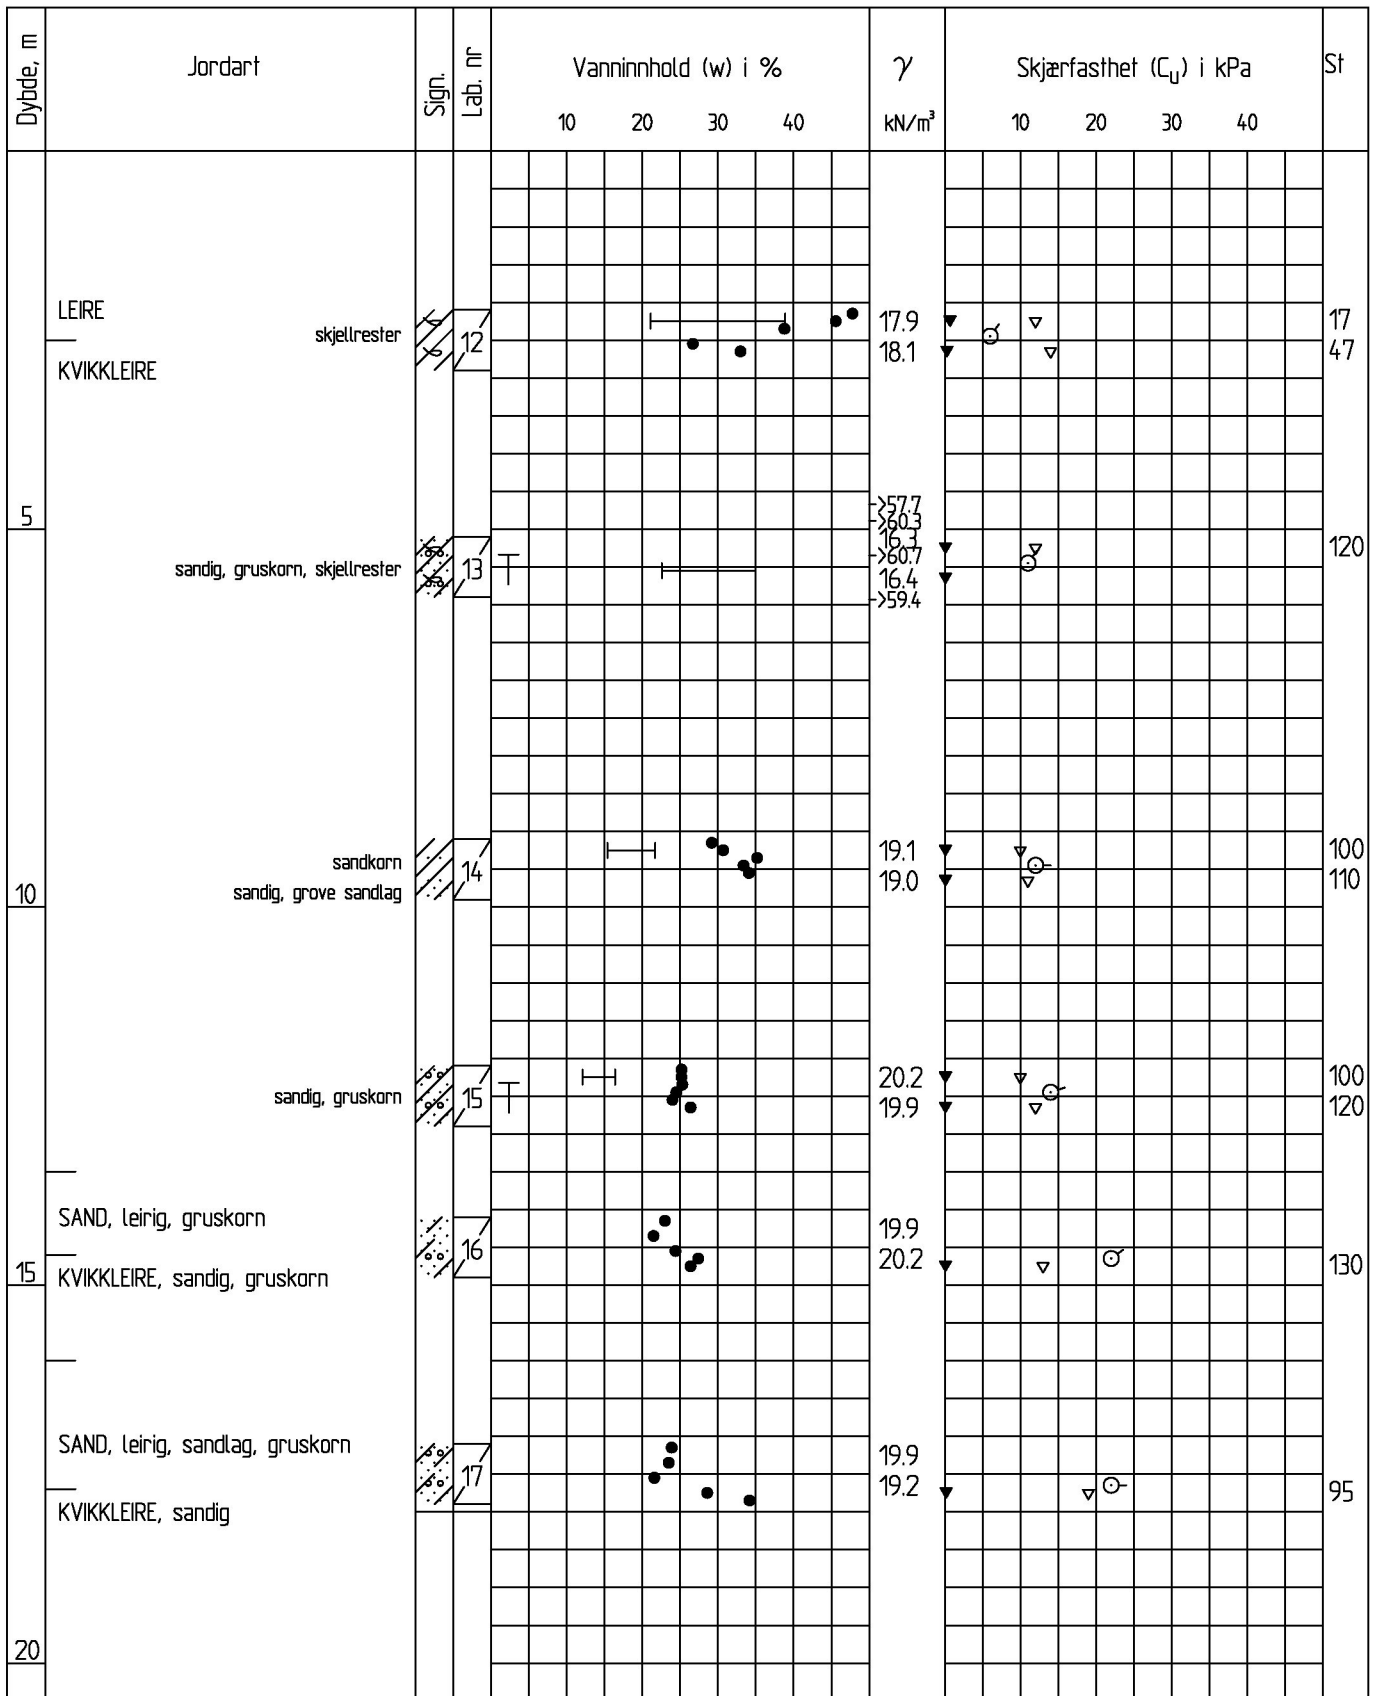 Dybde, m
Jordart
Sign.
Lab. nr
Vanninnhold (w) i %
γ
Skjærfasthet (Cu) i kPa
St
10 20 30 40
kN/m³
10 20 30 40
LEIRE
skjellrester
12
17.9
17
18.1
47
KVIKKLEIRE
5
->57.7
->60.3
16.3
120
->60.7
sandig, gruskorn, skjellrester
13
16.4
->59.4
sandkorn
14
19.1
100
sandig, grove sandlag
19.0
110
10
sandig, gruskorn
15
20.2
100
19.9
120
SAND, leirig, gruskorn
16
19.9
20.2
130
15
KVIKKLEIRE, sandig, gruskorn
SAND, leirig, sandlag, gruskorn
17
19.9
19.2
95
KVIKKLEIRE, sandig
20